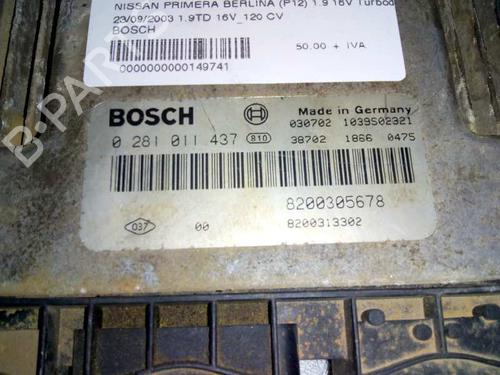 NISSAN PRIMERA BERLINA (P12) 1.9 16V Turbod
23/09/2003 1.9TD 16V_120 CV
BOSCH
50.00 + IVA
0000000000149741
BOSCH
Made in Germany
030702 1039S02321
0 281 011 437 810 38702 1866 0475
8200305678
037 00 8200313302
B-Parts